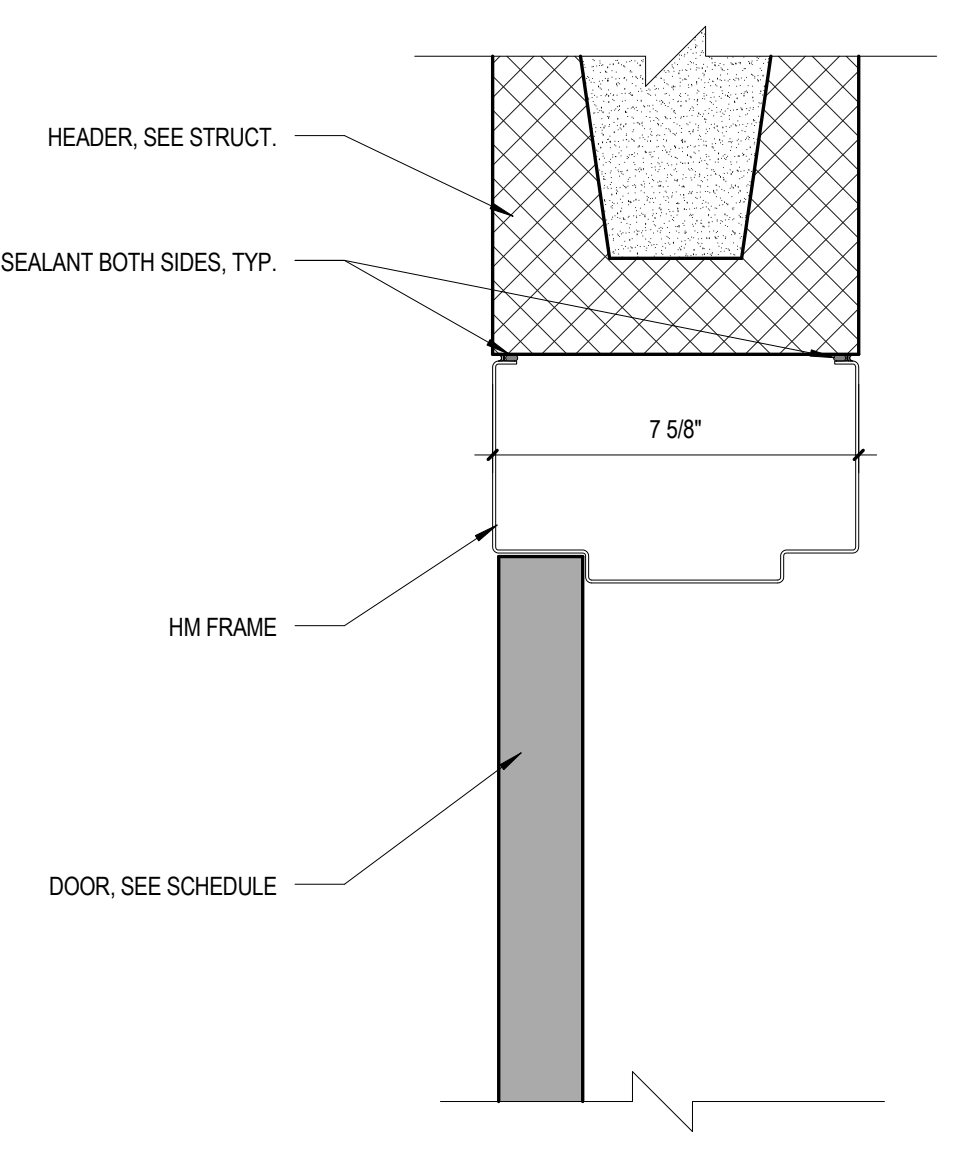 HEADER, SEE STRUCT.
SEALANT BOTH SIDES, TYP.
7 5/8"
HM FRAME
DOOR, SEE SCHEDULE